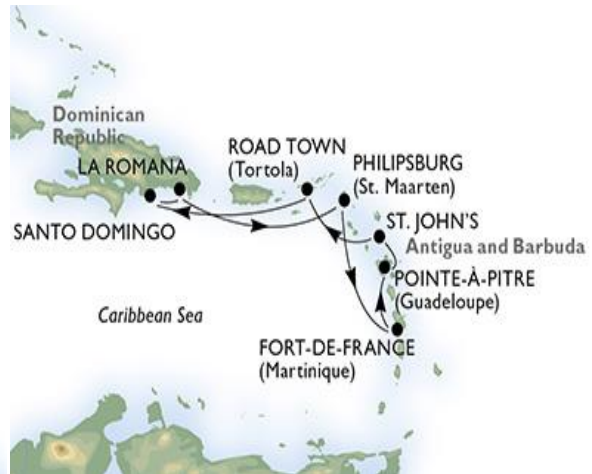 Dominican
Republic
LA ROMANA
SANTO DOMINGO
ROAD TOWN
(Tortola)
PHILIPSBURG
(St. Maarten)
ST. JOHN'S
Antigua and Barbuda
POINTE-À-PITRE
(Guadeloupe)
Caribbean Sea
FORT-DE-FRANCE
(Martinique)